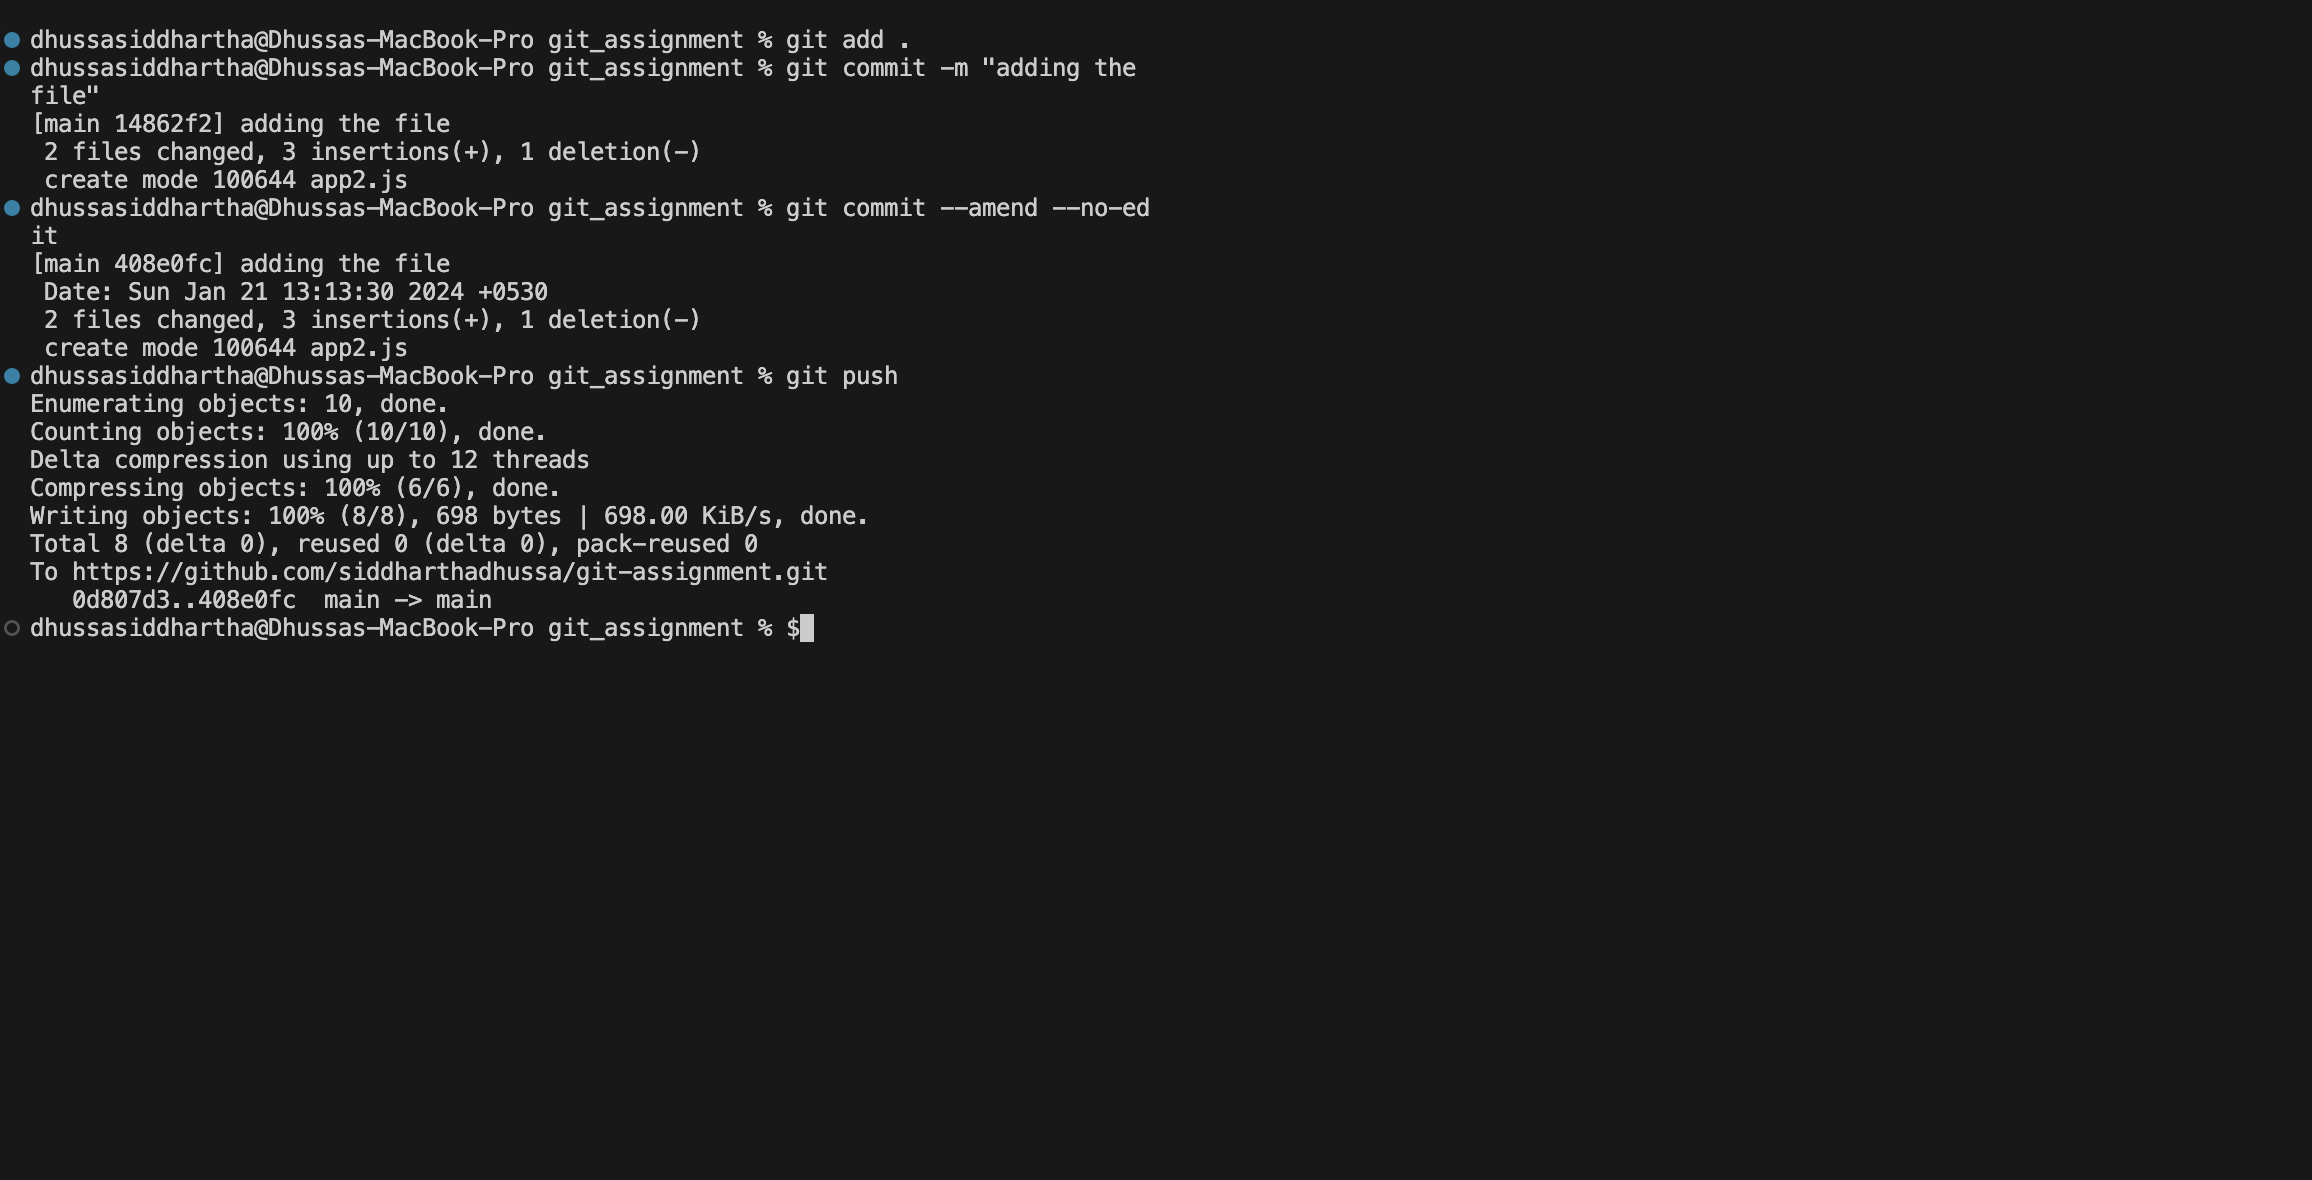 dhussasiddhartha@Dhussas-MacBook-Pro git_assignment % git add .
dhussasiddhartha@Dhussas-MacBook-Pro git_assignment % git commit -m "adding the
file"
[main 14862f2] adding the file
 2 files changed, 3 insertions(+), 1 deletion(-)
 create mode 100644 app2.js
dhussasiddhartha@Dhussas-MacBook-Pro git_assignment % git commit --amend --no-ed
it
[main 408e0fc] adding the file
 Date: Sun Jan 21 13:13:30 2024 +0530
 2 files changed, 3 insertions(+), 1 deletion(-)
 create mode 100644 app2.js
dhussasiddhartha@Dhussas-MacBook-Pro git_assignment % git push
Enumerating objects: 10, done.
Counting objects: 100% (10/10), done.
Delta compression using up to 12 threads
Compressing objects: 100% (6/6), done.
Writing objects: 100% (8/8), 698 bytes | 698.00 KiB/s, done.
Total 8 (delta 0), reused 0 (delta 0), pack-reused 0
To https://github.com/siddharthadhussa/git-assignment.git
   0d807d3..408e0fc  main -> main
dhussasiddhartha@Dhussas-MacBook-Pro git_assignment % $